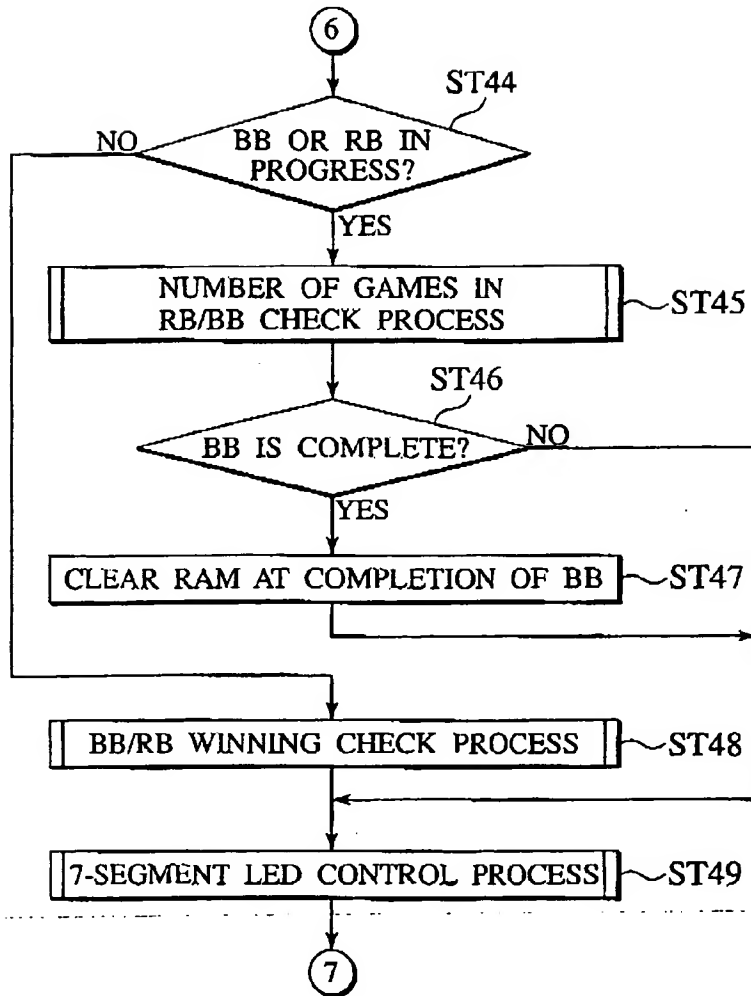 6
ST44
NO
BB OR RB IN
PROGRESS?
YES
NUMBER OF GAMES IN
RB/BB CHECK PROCESS
ST45
ST46
BB IS COMPLETE?
NO
YES
CLEAR RAM AT COMPLETION OF BB
ST47
BB/RB WINNING CHECK PROCESS
ST48
7-SEGMENT LED CONTROL PROCESS
ST49
7